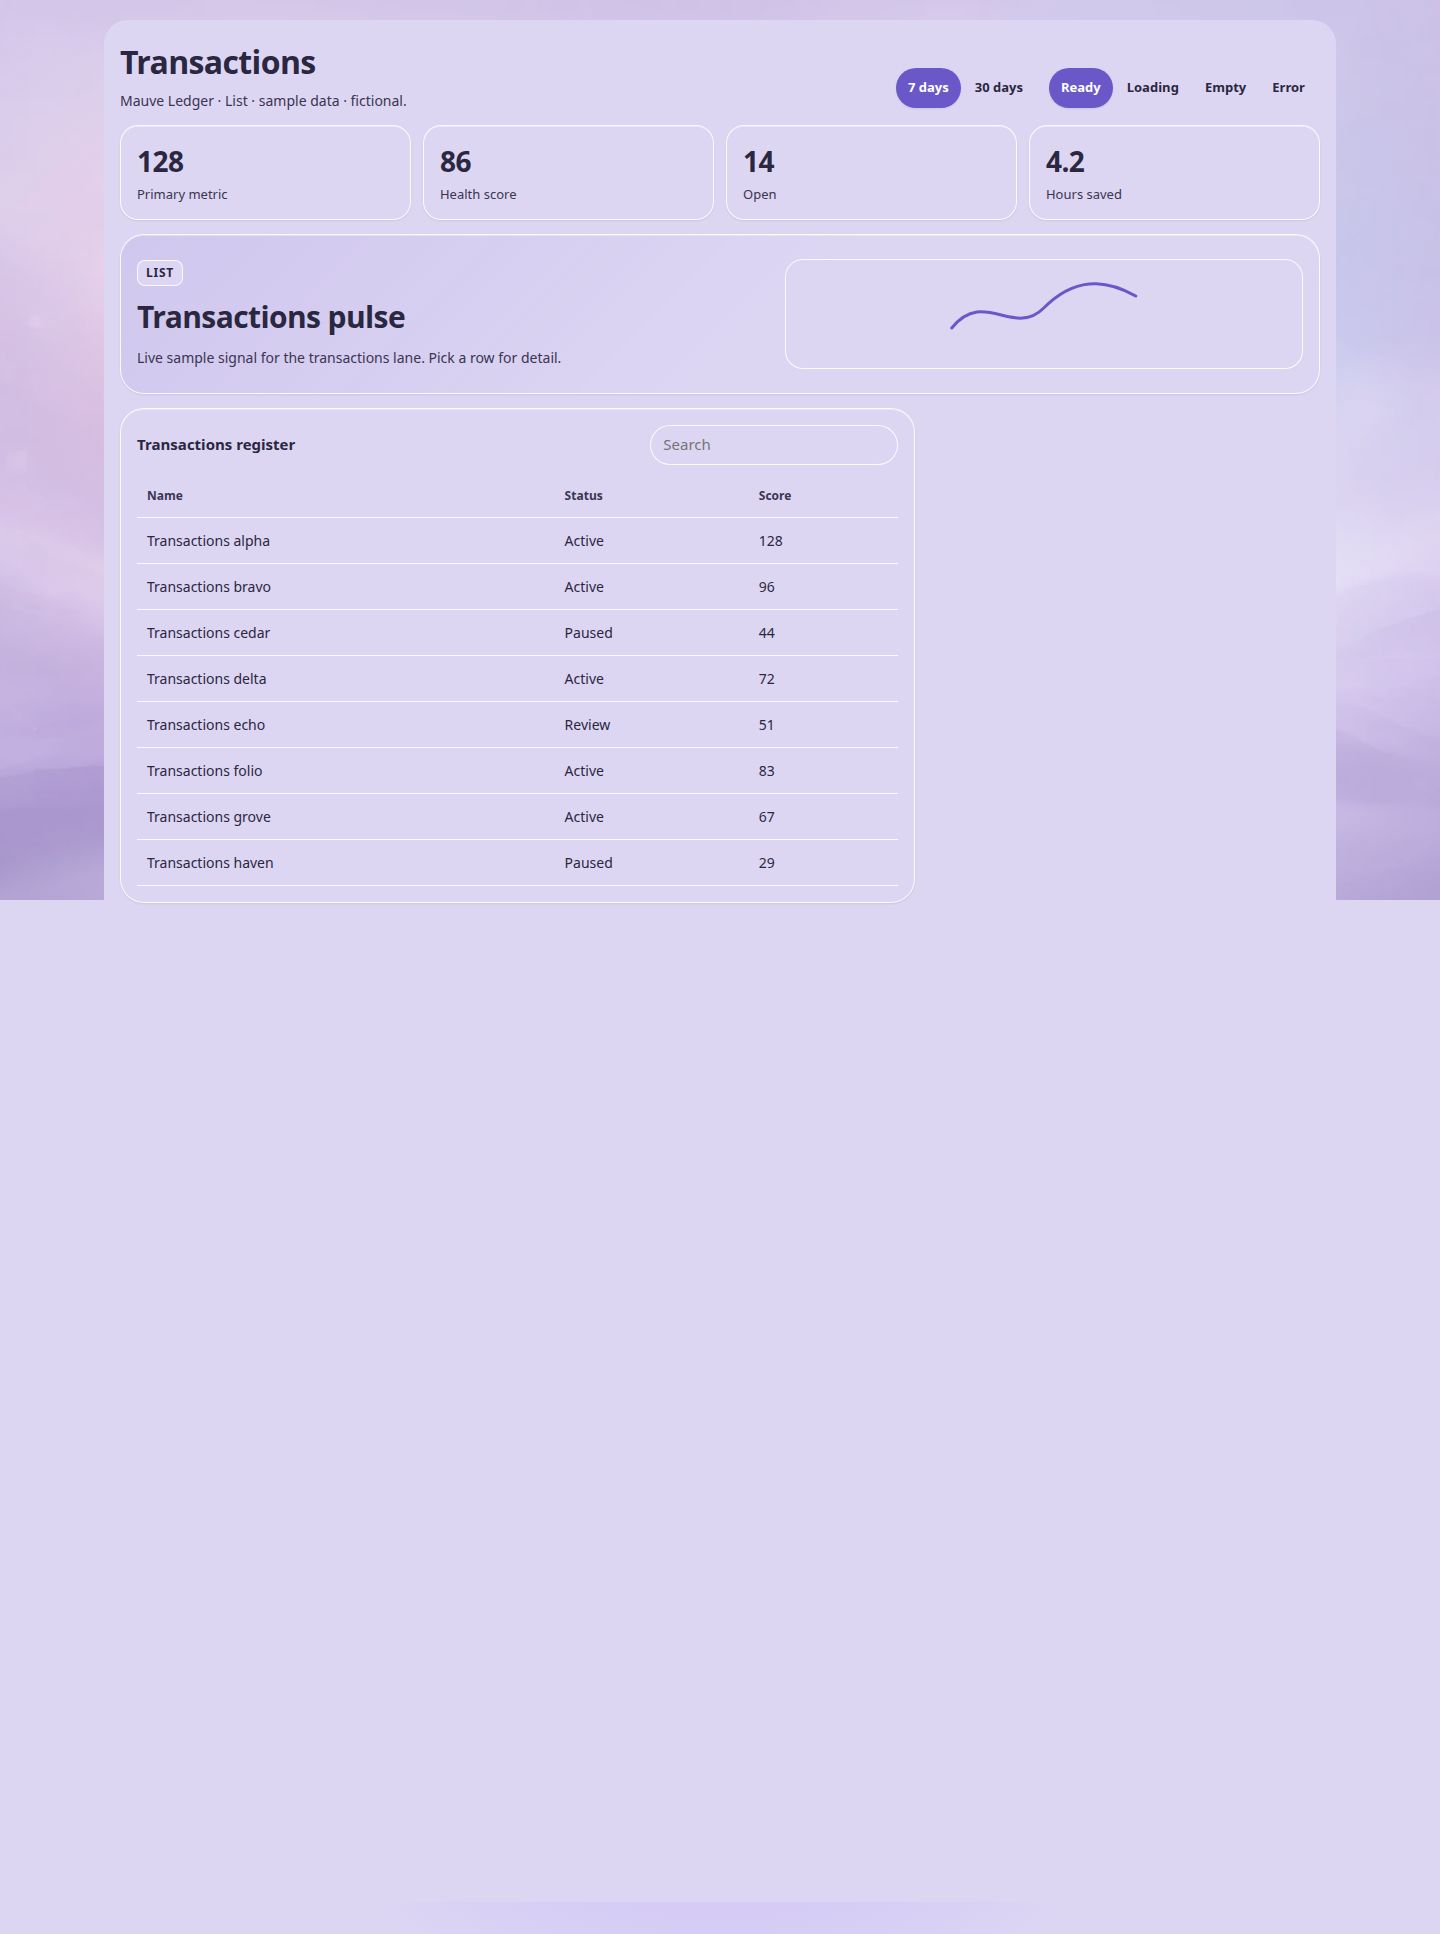 Transactions
Mauve Ledger · List · sample data · fictional.
7 days
30 days
Ready
Loading
Empty
Error
128
Primary metric
86
Health score
14
Open
4.2
Hours saved
LIST
Transactions pulse
Live sample signal for the transactions lane. Pick a row for detail.
Transactions register
Search
Name Status Score
Transactions alpha Active 128
Transactions bravo Active 96
Transactions cedar Paused 44
Transactions delta Active 72
Transactions echo Review 51
Transactions folio Active 83
Transactions grove Active 67
Transactions haven Paused 29